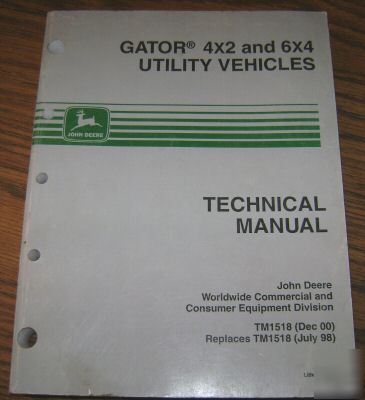 GATOR® 4X2 and 6X4
UTILITY VEHICLES
JOHN DEERE
TECHNICAL
MANUAL
John Deere
Worldwide Commercial and
Consumer Equipment Division
TM1518 (Dec 00)
Replaces TM1518 (July 98)